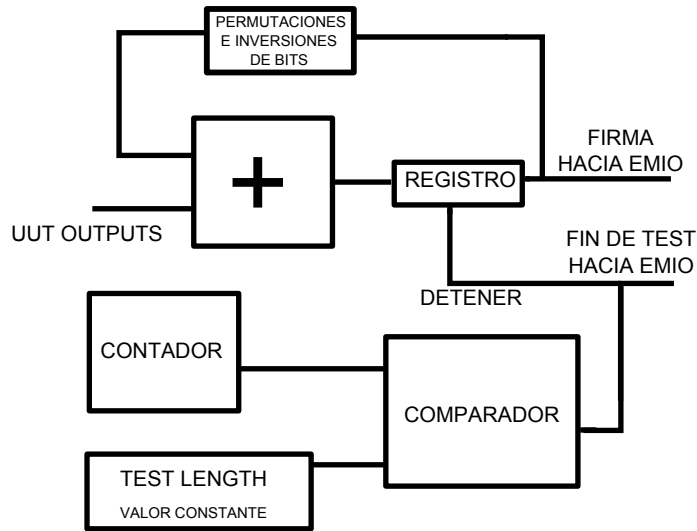 PERMUTACIONES
E INVERSIONES
DE BITS
+
REGISTRO
FIRMA
HACIA EMIO
UUT OUTPUTS
FIN DE TEST
HACIA EMIO
DETENER
CONTADOR
COMPARADOR
TEST LENGTH
VALOR CONSTANTE